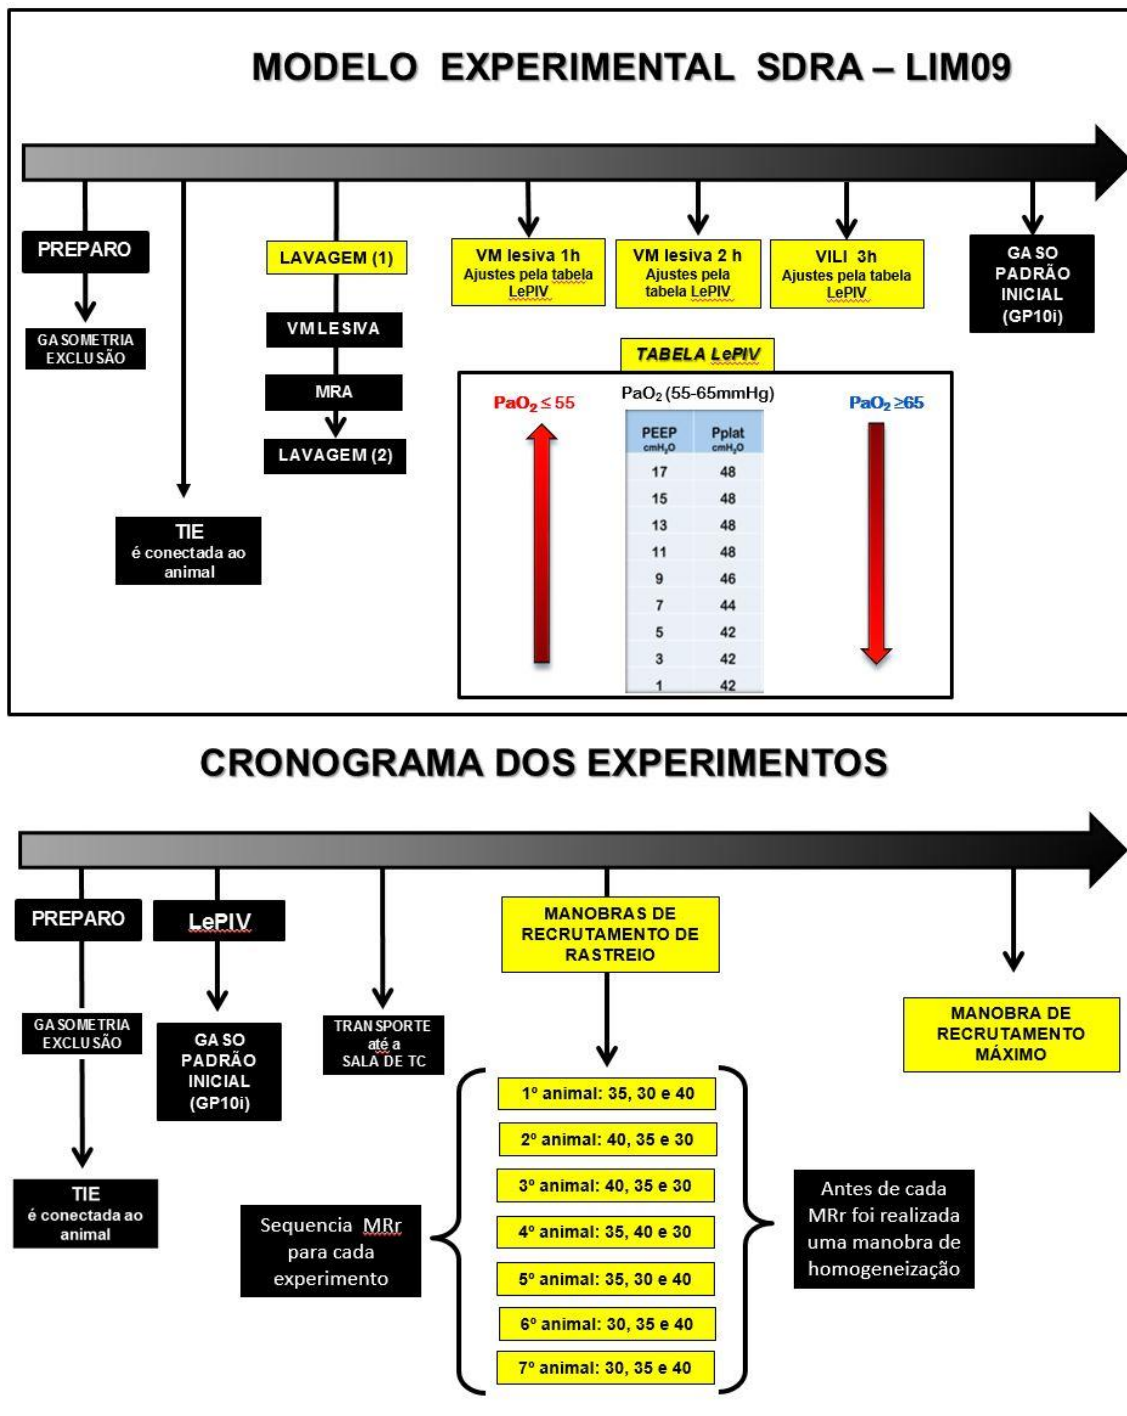 MODELO EXPERIMENTAL SDRA – LIM09
PREPARO
GASOMETRIA
EXCLUSÃO
TIE
é conectada ao
animal
LAVAGEM (1)
VM LESIVA
MRA
LAVAGEM (2)
VM lesiva 1h
Ajustes pela tabela
LePIV
VM lesiva 2 h
Ajustes pela
tabela LePIV
VILI 3h
Ajustes pela tabela
LePIV
GASO
PADRÃO
INICIAL
(GP10i)
TABELA LePIV
PaO₂ ≤ 55
PaO₂ (55-65mmHg)
PaO₂ ≥65
PEEP Pplat
cmH₂O cmH₂O
17 48
15 48
13 48
11 48
9 46
7 44
5 42
3 42
1 42
CRONOGRAMA DOS EXPERIMENTOS
PREPARO
GASOMETRIA
EXCLUSÃO
TIE
é conectada ao
animal
LePIV
GASO
PADRÃO
INICIAL
(GP10i)
TRANSPORTE
até a
SALA DE TC
MANOBRAS DE
RECRUTAMENTO DE
RASTREIO
MANOBRA DE
RECRUTAMENTO
MÁXIMO
Sequencia MRr
para cada
experimento
1º animal: 35, 30 e 40
2º animal: 40, 35 e 30
3º animal: 40, 35 e 30
4º animal: 35, 40 e 30
5º animal: 35, 30 e 40
6º animal: 30, 35 e 40
7º animal: 30, 35 e 40
Antes de cada
MRr foi realizada
uma manobra de
homogeneização